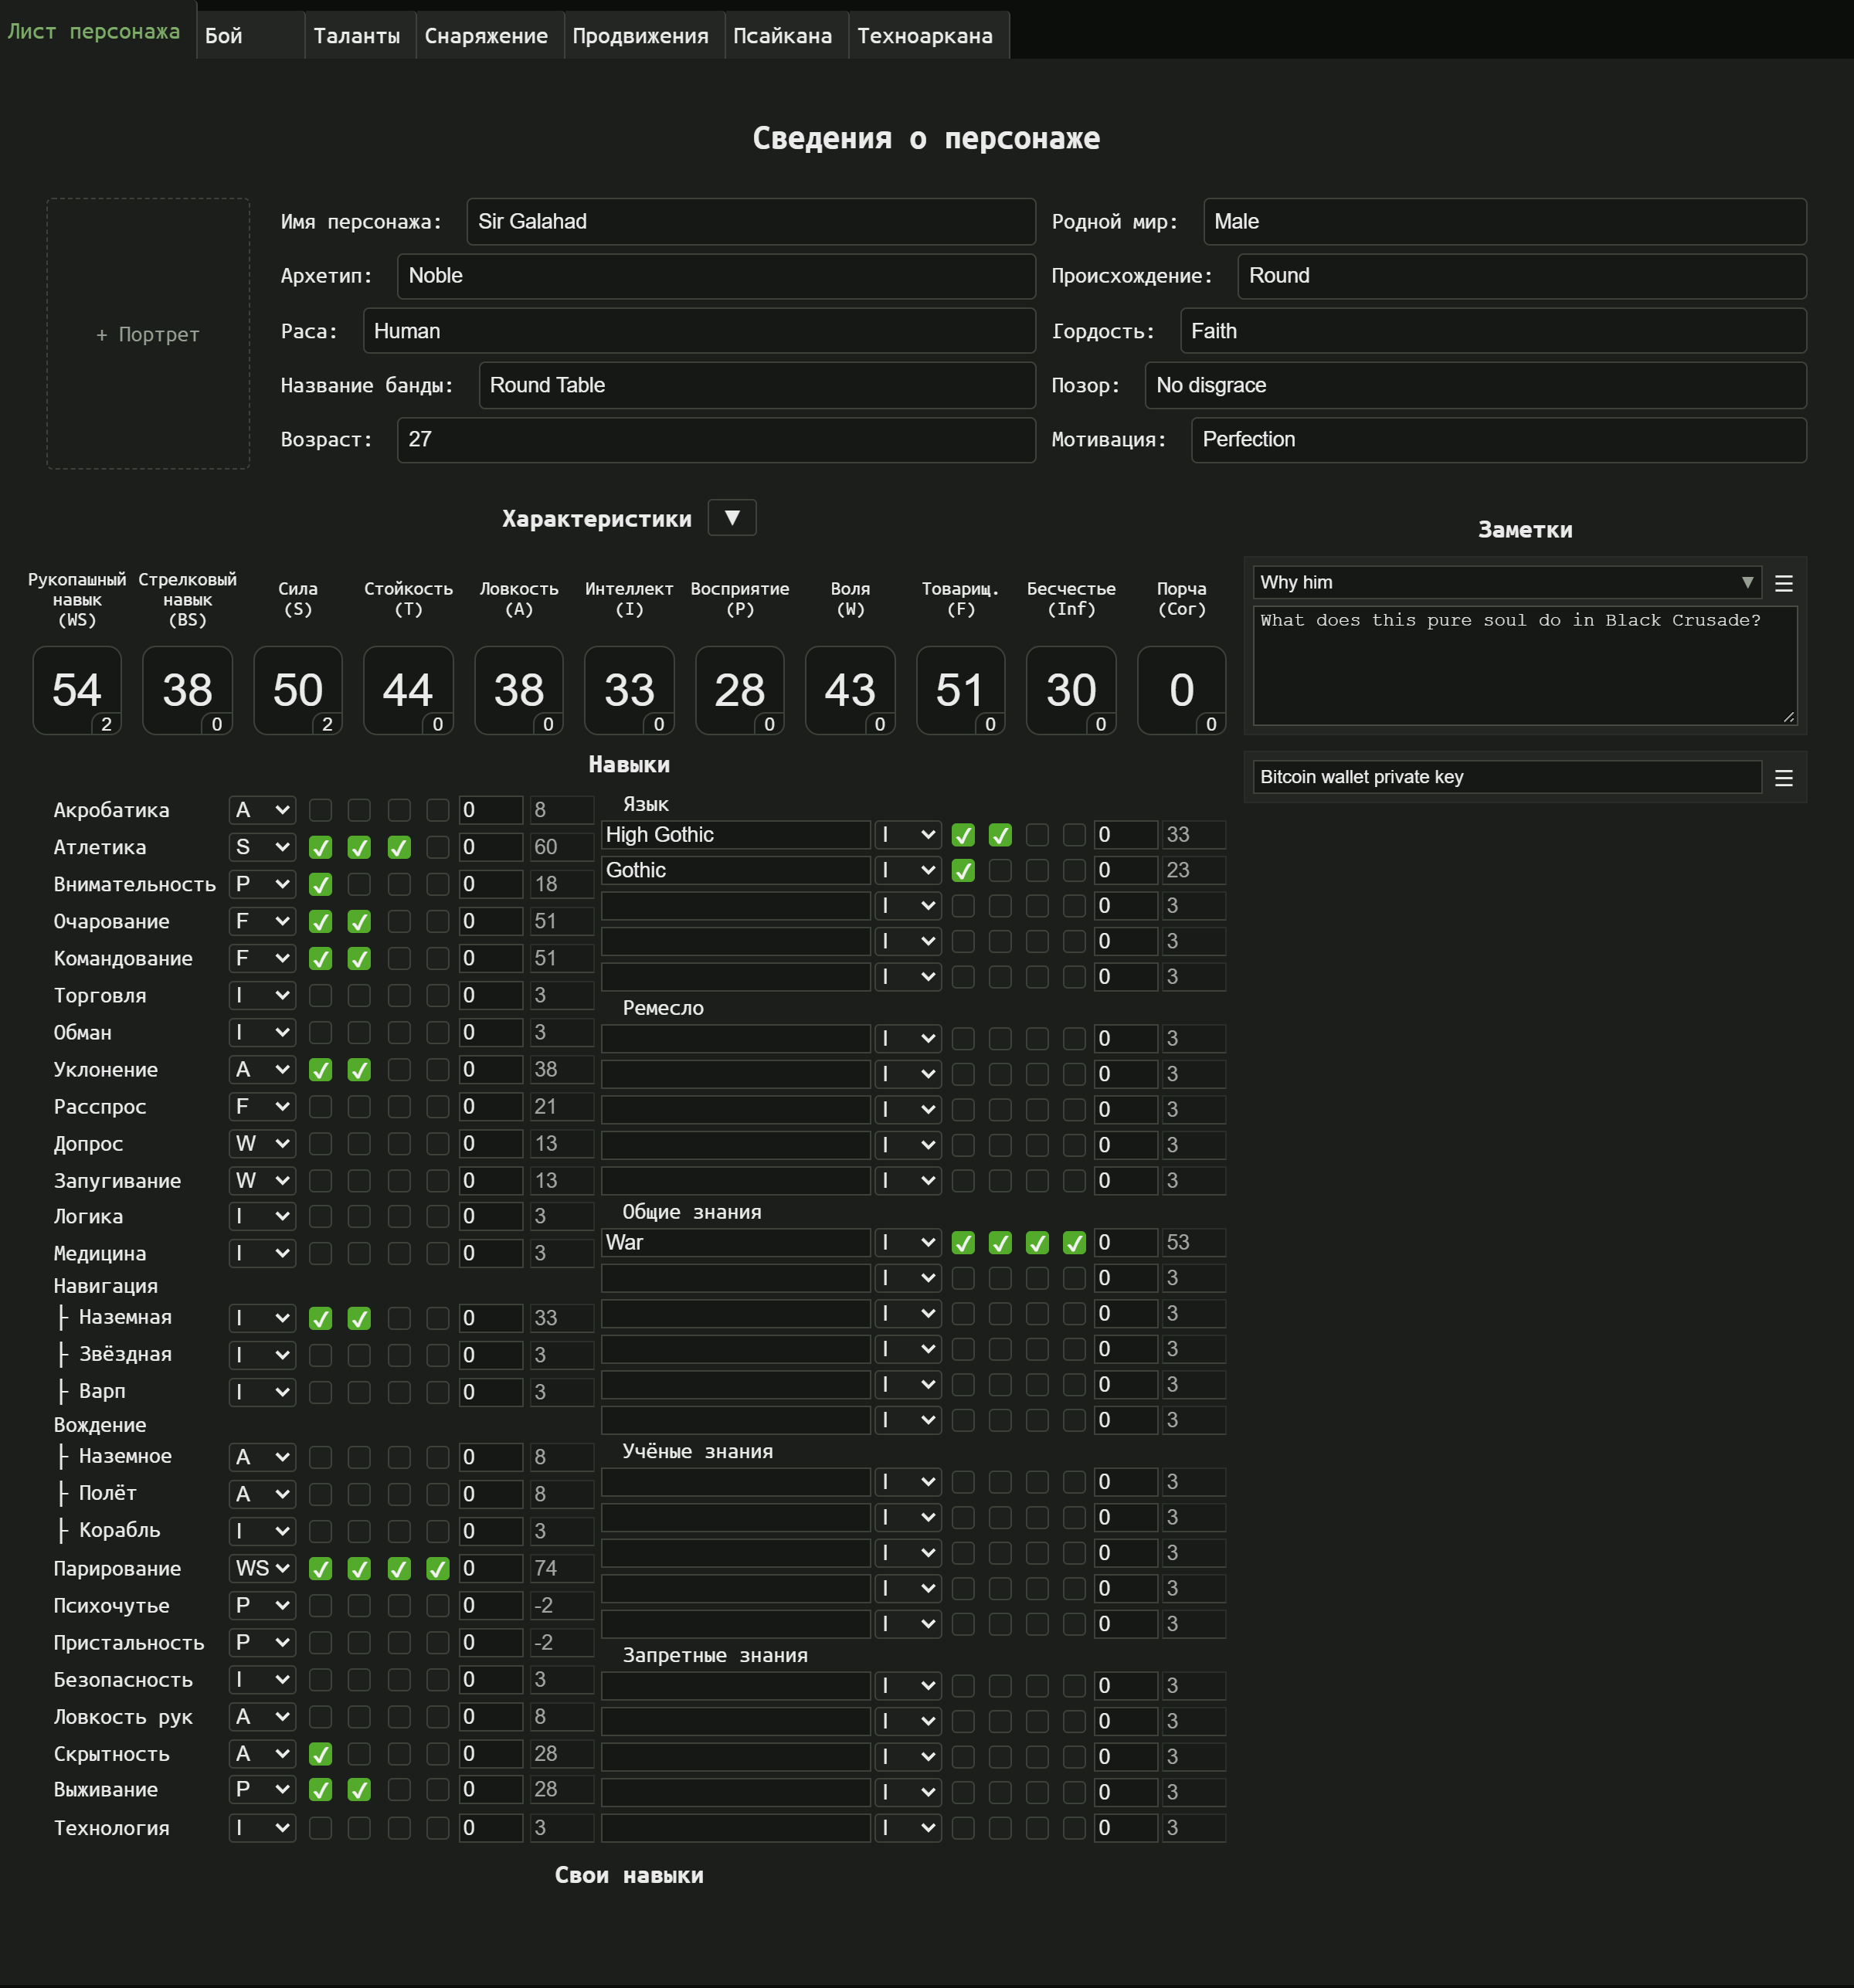 Лист персонажа Бой Таланты Снаряжение Продвижения Псайкана Техноаркана
Сведения о персонаже
+ Портрет
Имя персонажа: Sir Galahad
Родной мир: Male
Архетип: Noble
Происхождение: Round
Раса: Human
Гордость: Faith
Название банды: Round Table
Позор: No disgrace
Возраст: 27
Мотивация: Perfection
Характеристики ▼
Рукопашный навык (WS) 54 2
Стрелковый навык (BS) 38 0
Сила (S) 50 2
Стойкость (T) 44 0
Ловкость (A) 38 0
Интеллект (I) 33 0
Восприятие (P) 28 0
Воля (W) 43 0
Товарищ. (F) 51 0
Бесчестье (Inf) 30 0
Порча (Cor) 0 0
Заметки
Why him ▼ ☰
What does this pure soul do in Black Crusade?
Bitcoin wallet private key ☰
Навыки
Акробатика A 0 8
Атлетика S 0 60
Внимательность P 0 18
Очарование F 0 51
Командование F 0 51
Торговля I 0 3
Обман I 0 3
Уклонение A 0 38
Расспрос F 0 21
Допрос W 0 13
Запугивание W 0 13
Логика I 0 3
Медицина I 0 3
Навигация
├ Наземная I 0 33
├ Звёздная I 0 3
├ Варп I 0 3
Вождение
├ Наземное A 0 8
├ Полёт A 0 8
├ Корабль I 0 3
Парирование WS 0 74
Психочутье P 0 -2
Пристальность P 0 -2
Безопасность I 0 3
Ловкость рук A 0 8
Скрытность A 0 28
Выживание P 0 28
Технология I 0 3
Язык
High Gothic I 0 33
Gothic I 0 23
I 0 3
I 0 3
I 0 3
Ремесло
I 0 3
I 0 3
I 0 3
I 0 3
I 0 3
Общие знания
War I 0 53
I 0 3
I 0 3
I 0 3
I 0 3
I 0 3
Учёные знания
I 0 3
I 0 3
I 0 3
I 0 3
I 0 3
Запретные знания
I 0 3
I 0 3
I 0 3
I 0 3
I 0 3
Свои навыки